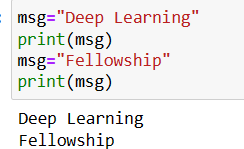 msg="Deep Learning"
print(msg)
msg="Fellowship"
print(msg)
Deep Learning
Fellowship